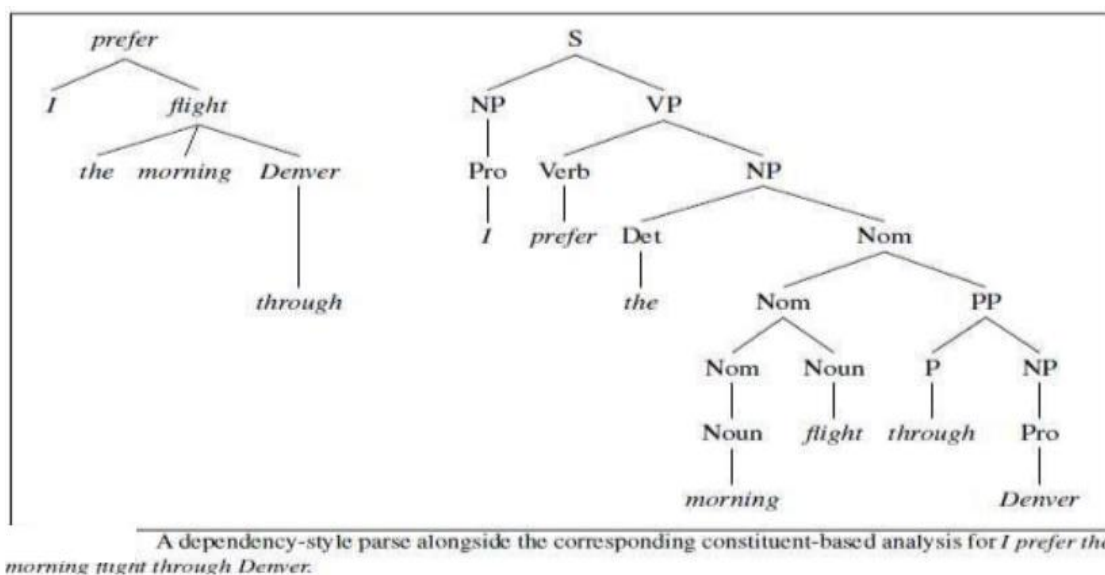 prefer S
I flight NP VP
the morning Denver Pro Verb NP
I prefer Det Nom
through the Nom PP
Nom Noun P NP
Noun flight through Pro
morning Denver
A dependency-style parse alongside the corresponding constituent-based analysis for I prefer the
morning flight through Denver.